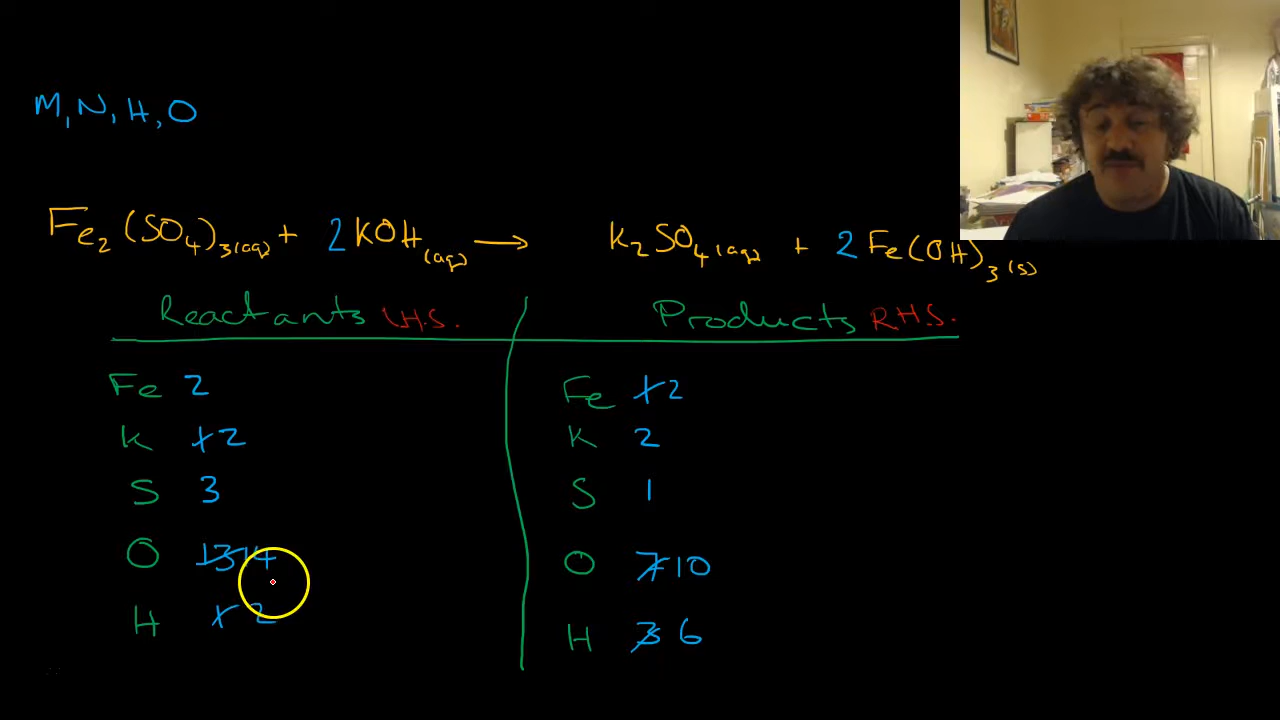 M, N, H, O
Fe2(SO4)3(aq) + 2KOH(aq) → K2SO4(aq) + 2Fe(OH)3(s)
Reactants L.H.S. Products R.H.S.
Fe 2 Fe 1 2
K 1 2 K 2
S 3 S 1
O 13 14 O 7 10
H 1 2 H 3 6